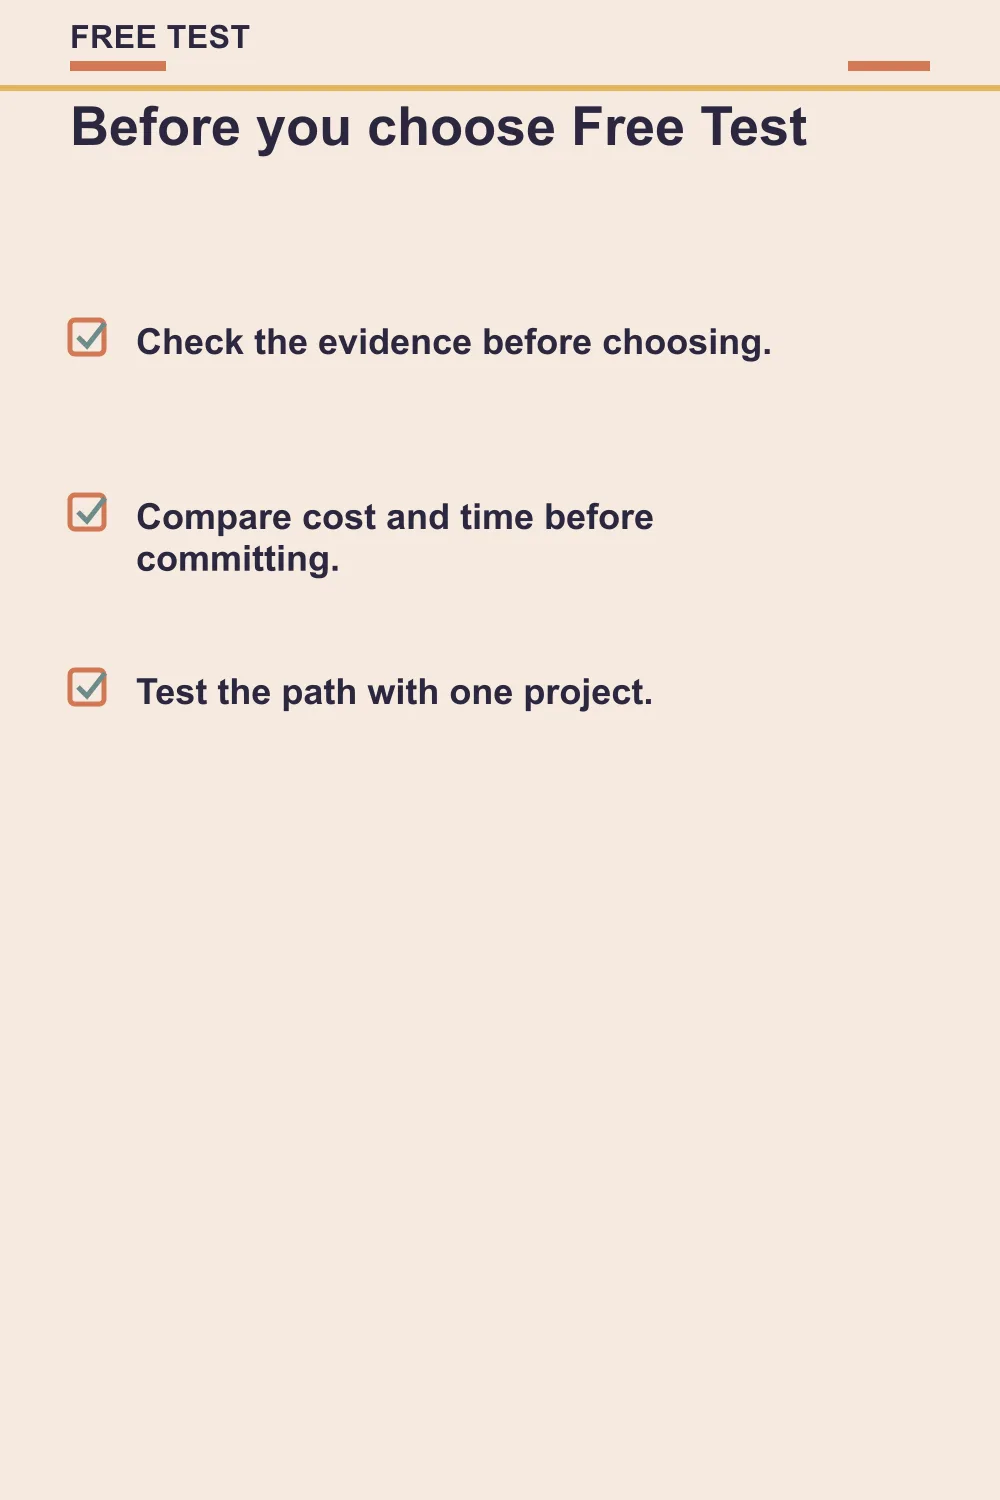 FREE TEST
Before you choose Free Test
Check the evidence before choosing.
Compare cost and time before
committing.
Test the path with one project.